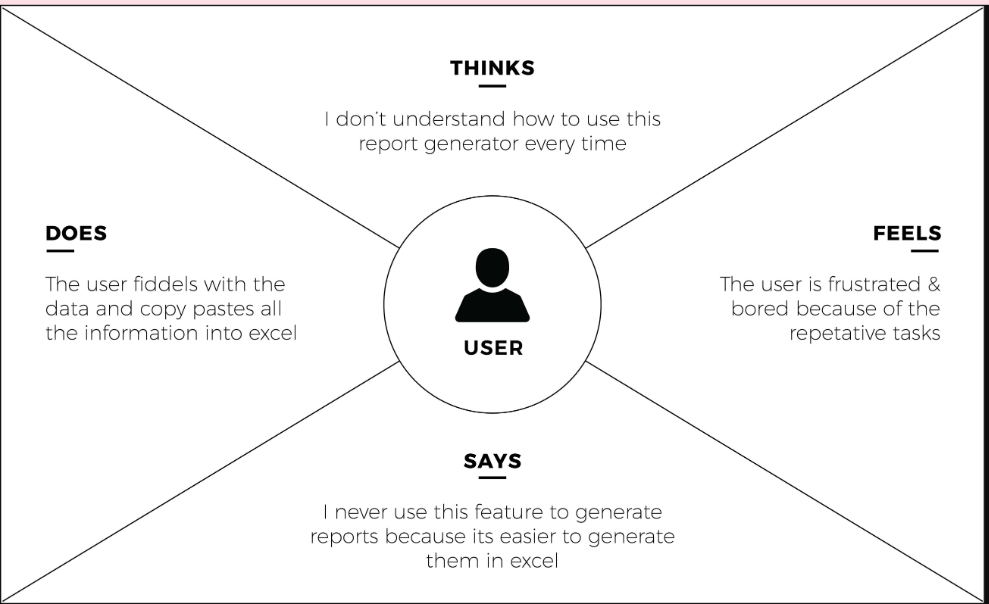 THINKS
I don't understand how to use this
report generator every time
DOES
The user fiddels with the
data and copy pastes all
the information into excel
USER
FEELS
The user is frustrated &
bored because of the
repetative tasks
SAYS
I never use this feature to generate
reports because its easier to generate
them in excel